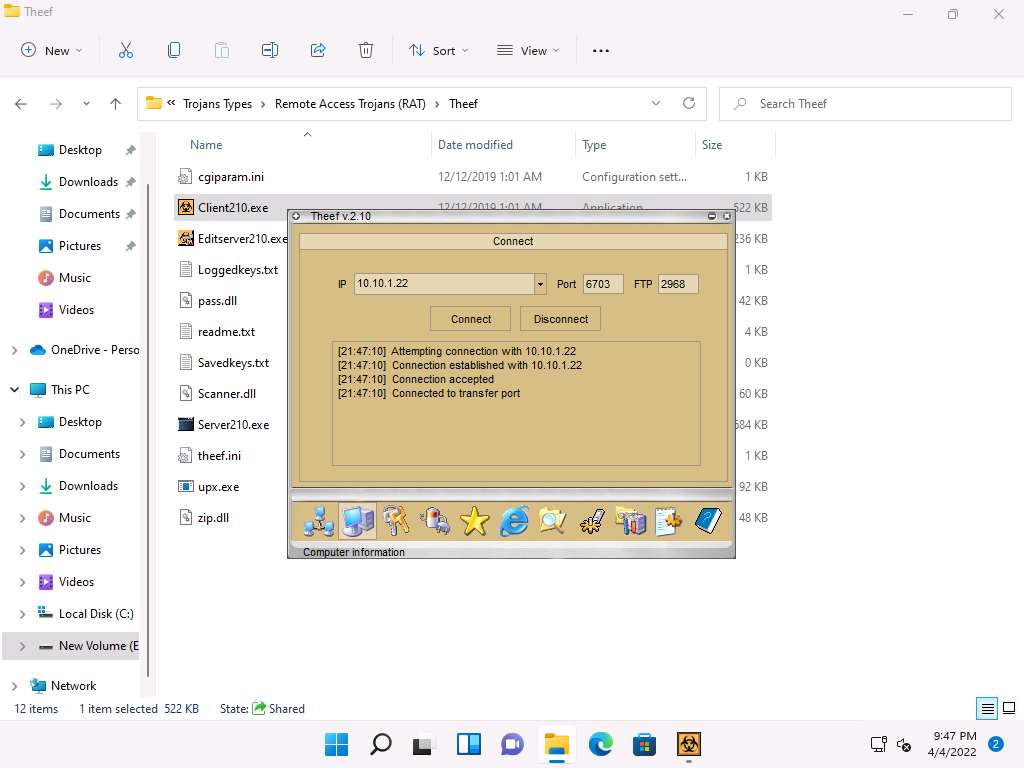 Theef
New
Sort
View
« Trojans Types > Remote Access Trojans (RAT) > Theef
Search Theef
Name
Date modified
Type
Size
Desktop
Downloads
Documents
Pictures
Music
Videos
OneDrive - Perso
This PC
Desktop
Documents
Downloads
Music
Pictures
Videos
Local Disk (C:)
New Volume (E
Network
cgiparam.ini 12/12/2019 1:01 AM Configuration sett... 1 KB
Client210.exe 12/12/2019 1:01 AM Application 522 KB
Editserver210.exe 236 KB
Loggedkeys.txt 1 KB
pass.dll 42 KB
readme.txt 4 KB
Savedkeys.txt 0 KB
Scanner.dll 60 KB
Server210.exe 584 KB
theef.ini 1 KB
upx.exe 92 KB
zip.dll 48 KB
Theef v.2.10
Connect
IP 10.10.1.22 Port 6703 FTP 2968
Connect Disconnect
[21:47:10] Attempting connection with 10.10.1.22
[21:47:10] Connection established with 10.10.1.22
[21:47:10] Connection accepted
[21:47:10] Connected to transfer port
Computer information
12 items 1 item selected 522 KB State: Shared
9:47 PM
4/4/2022
2